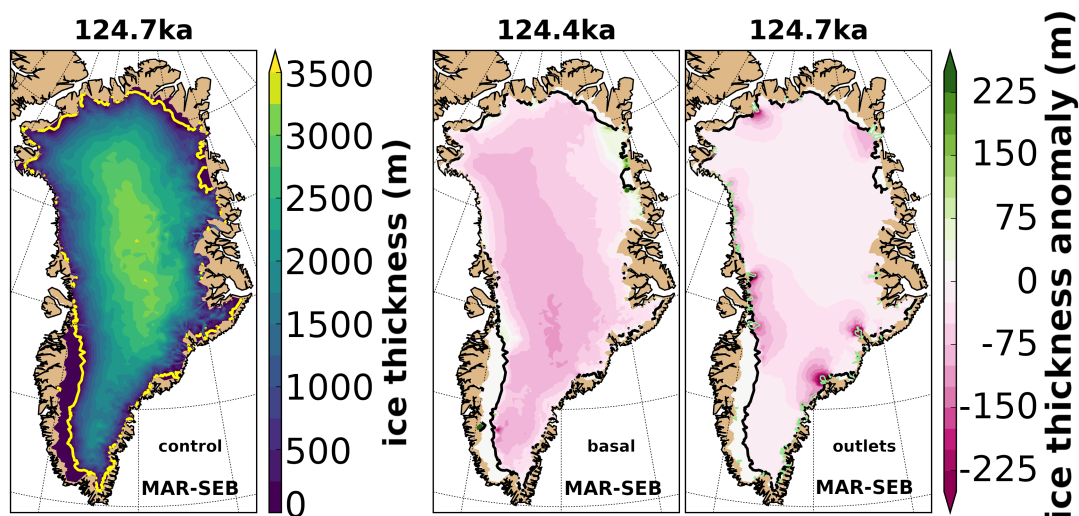 124.7ka
124.4ka
124.7ka
3500
3000
2500
2000
1500
1000
500
0
ice thickness (m)
control
MAR-SEB
basal
MAR-SEB
outlets
MAR-SEB
225
150
75
0
-75
-150
-225
ice thickness anomaly (m)